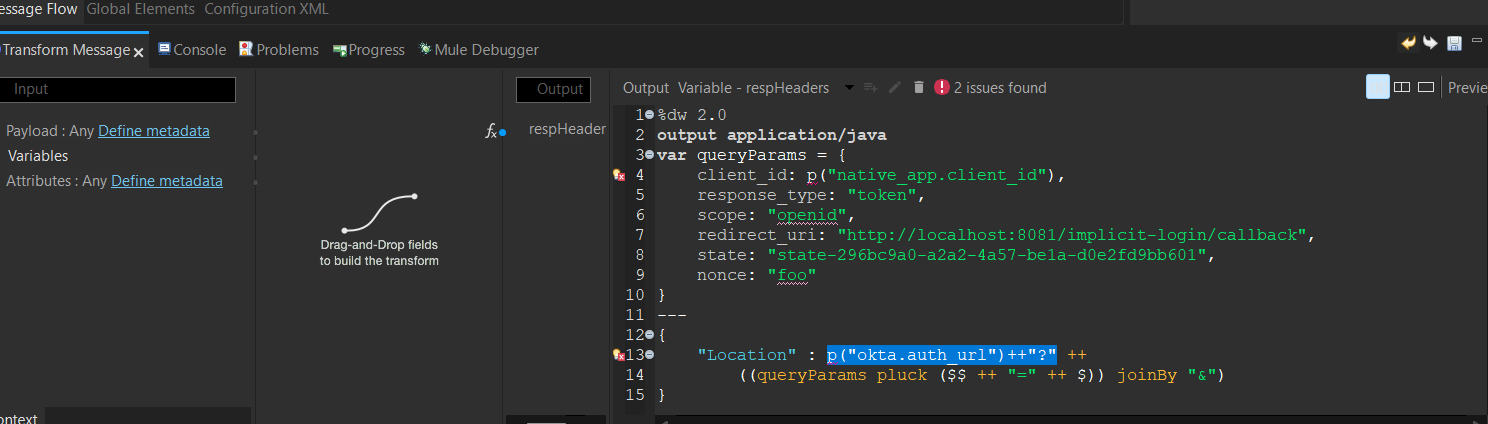 essage Flow Global Elements Configuration XML
Transform Message Console Problems Progress Mule Debugger
Input
Output
Output Variable - respHeaders 2 issues found Previe
Payload : Any Define metadata
Variables
Attributes : Any Define metadata
fx
respHeader
Drag-and-Drop fields
to build the transform
1 %dw 2.0
2 output application/java
3 var queryParams = {
4 client_id: p("native_app.client_id"),
5 response_type: "token",
6 scope: "openid",
7 redirect_uri: "http://localhost:8081/implicit-login/callback",
8 state: "state-296bc9a0-a2a2-4a57-be1a-d0e2fd9bb601",
9 nonce: "foo"
10 }
11 ---
12 {
13 "Location" : p("okta.auth_url")++"?" ++
14 ((queryParams pluck ($$ ++ "=" ++ $)) joinBy "&")
15 }
ontext